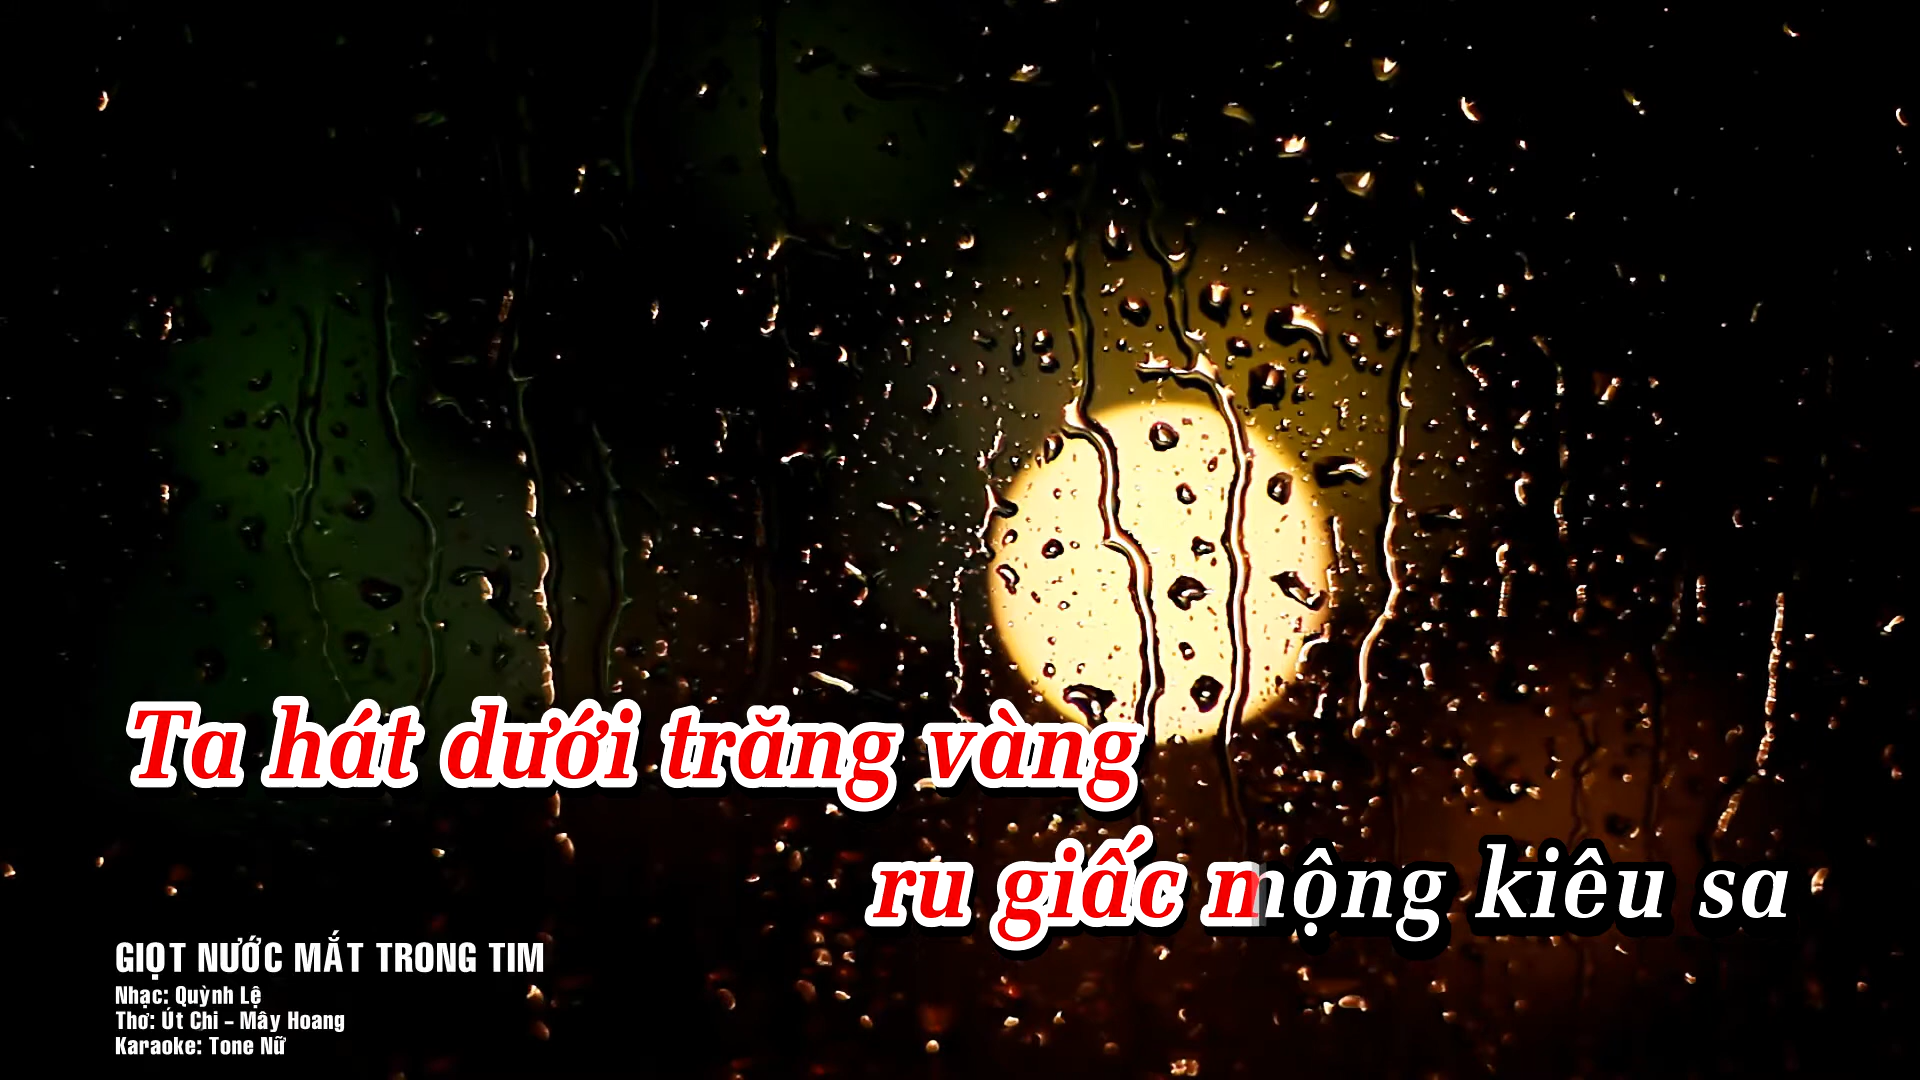 Ta hát dưới trăng vàng
ru giấc mộng kiêu sa
GIỌT NƯỚC MẮT TRONG TIM
Nhạc: Quỳnh Lệ
Thơ: Út Chi - Mây Hoang
Karaoke: Tone Nữ